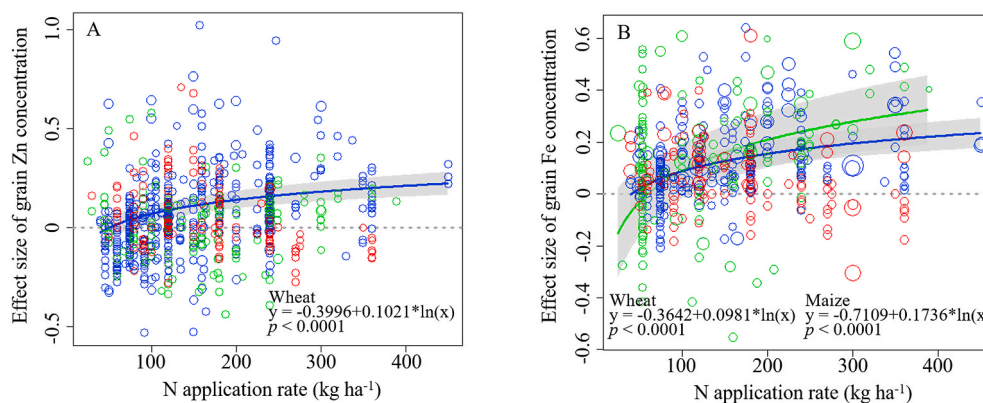 A
Effect size of grain Zn concentration
1.0
0.5
0
-0.5
Wheat
y = -0.3996+0.1021*ln(x)
p < 0.0001
100
200
300
400
N application rate (kg ha⁻¹)
B
Effect size of grain Fe concentration
0.6
0.4
0.2
0
-0.2
-0.4
-0.6
Wheat
y = -0.3642+0.0981*ln(x)
p < 0.0001
Maize
y = -0.7109+0.1736*ln(x
p < 0.0001
100
200
300
400
N application rate (kg ha⁻¹)